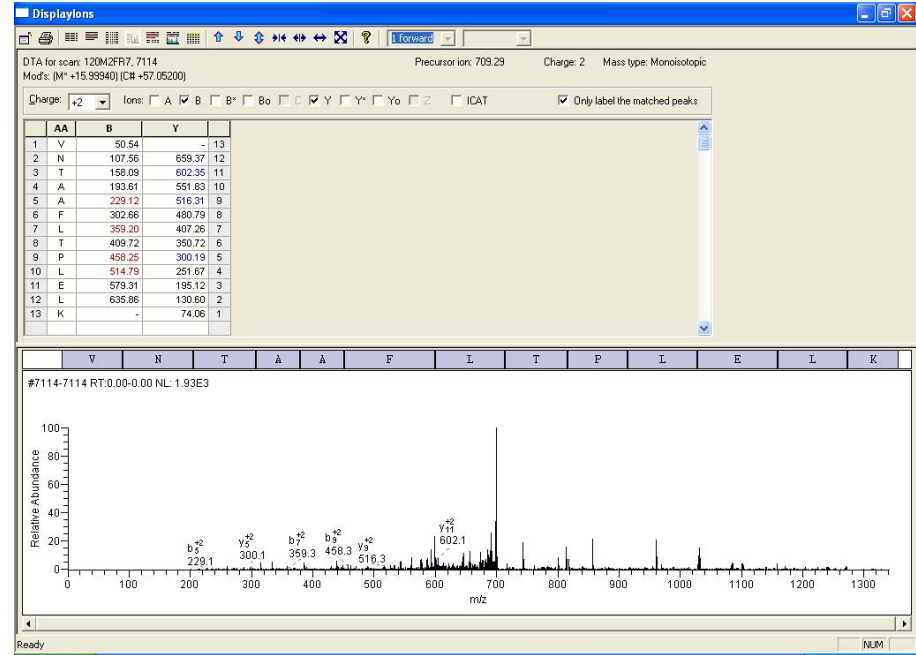 DisplayIons
1 forward
DTA for scan: 120M2FR7, 7114 Precursor ion: 709.29 Charge: 2 Mass type: Monoisotopic
Mod's: (M* +15.99940) (C# +57.05200)
Charge: +2 Ions: A B B* Bo C Y Y* Yo Z ICAT Only label the matched peaks
AA B Y
1 V 50.54 - 13
2 N 107.56 659.37 12
3 T 158.09 602.35 11
4 A 193.61 551.83 10
5 A 229.12 516.31 9
6 F 302.66 480.79 8
7 L 359.20 407.26 7
8 T 409.72 350.72 6
9 P 458.25 300.19 5
10 L 514.79 251.67 4
11 E 579.31 195.12 3
12 L 635.86 130.60 2
13 K - 74.06 1
V N T A A F L T P L E L K
#7114-7114 RT:0.00-0.00 NL: 1.93E3
100
80
60
40
20
0
Relative Abundance
b5+2
229.1
y5+2
300.1
b7+2
359.3
b9+2
458.3
y9+2
516.3
y11+2
602.1
0 100 200 300 400 500 600 700 800 900 1000 1100 1200 1300
m/z
Ready NUM